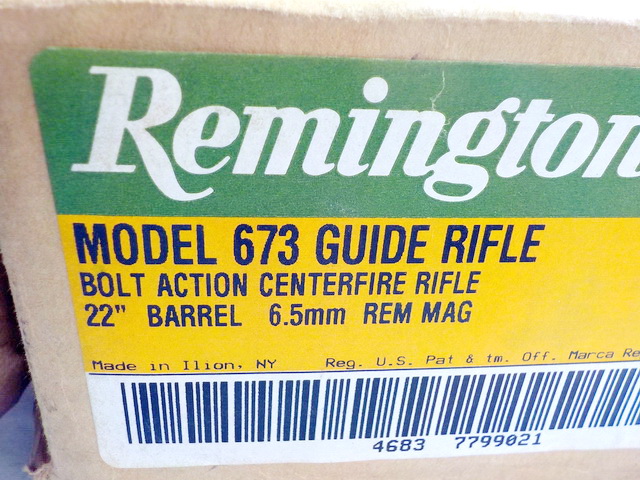 Remington
MODEL 673 GUIDE RIFLE
BOLT ACTION CENTERFIRE RIFLE
22" BARREL 6.5mm REM MAG
Made in Ilion, NY Reg. U.S. Pat & tm. Off. Marca Re
4683 7799021